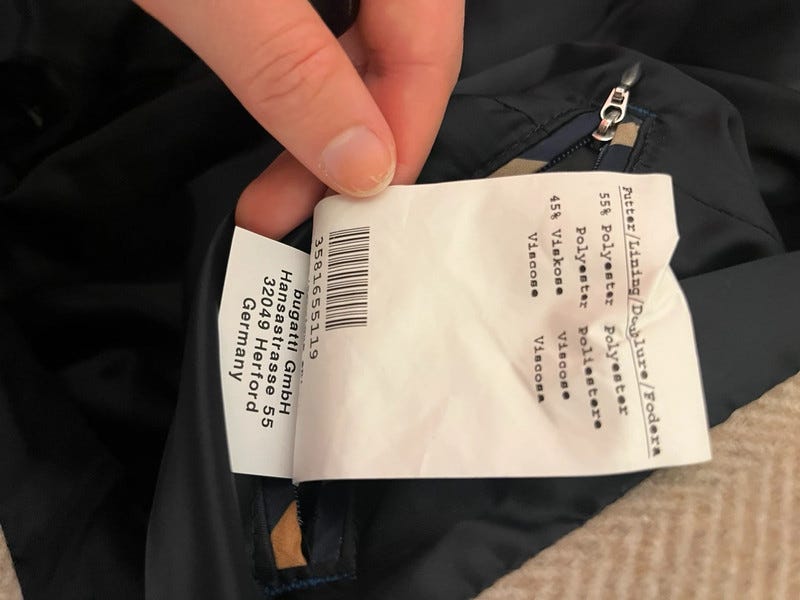 Futter/Lining/Doublure/Fodera
55% Polyester Polyester
Polyester Poliestere
45% Viskose Viscose
Viscose Viscosa
3581655119
bugatti GmbH
Hansastrasse 55
32049 Herford
Germany